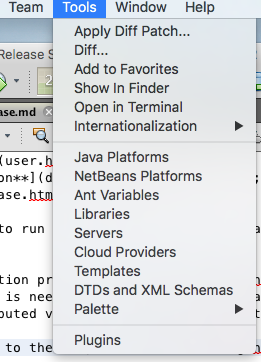 Team Tools Window Help
Release S
Apply Diff Patch...
Diff...
Add to Favorites
Show In Finder
Open in Terminal
Internationalization
Java Platforms
NetBeans Platforms
Ant Variables
Libraries
Servers
Cloud Providers
Templates
DTDs and XML Schemas
Palette
Plugins
2
ase.md
(user.h
on**](d
ase.htm
to run
tion pr
is nee
buted v
to the